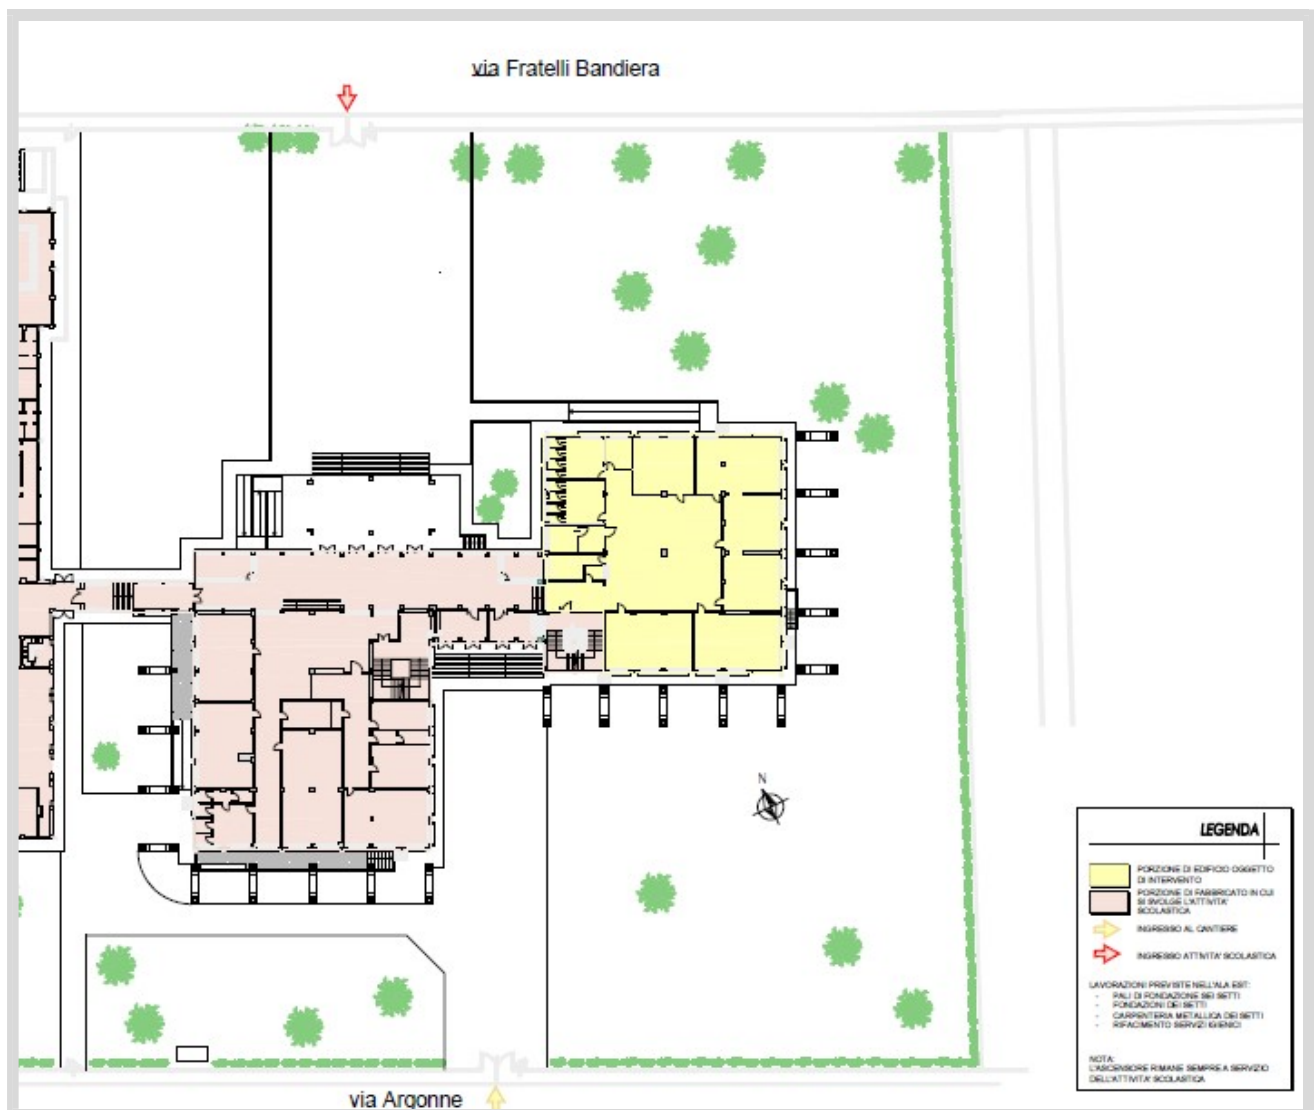 via Fratelli Bandiera
N
LEGENDA
PORZIONE DI EDIFICIO OGGETTO
DI INTERVENTO
PORZIONE DI FABBRICATO IN CUI
SI SVOLGE L'ATTIVITA'
SCOLASTICA
INGRESSO AL CANTIERE
INGRESSO ATTIVITA' SCOLASTICA
LAVORAZIONI PREVISTE NELL'ALA EST:
- PALI DI FONDAZIONE SEI SETTI
- FONDAZIONI DEI SETTI
- CARPENTERIA METALLICA DEI SETTI
- RIFACIMENTO SERVIZI IGIENICI
NOTA:
L'ASCENSORE RIMANE SEMPRE A SERVIZIO
DELL'ATTIVITA' SCOLASTICA
via Argonne